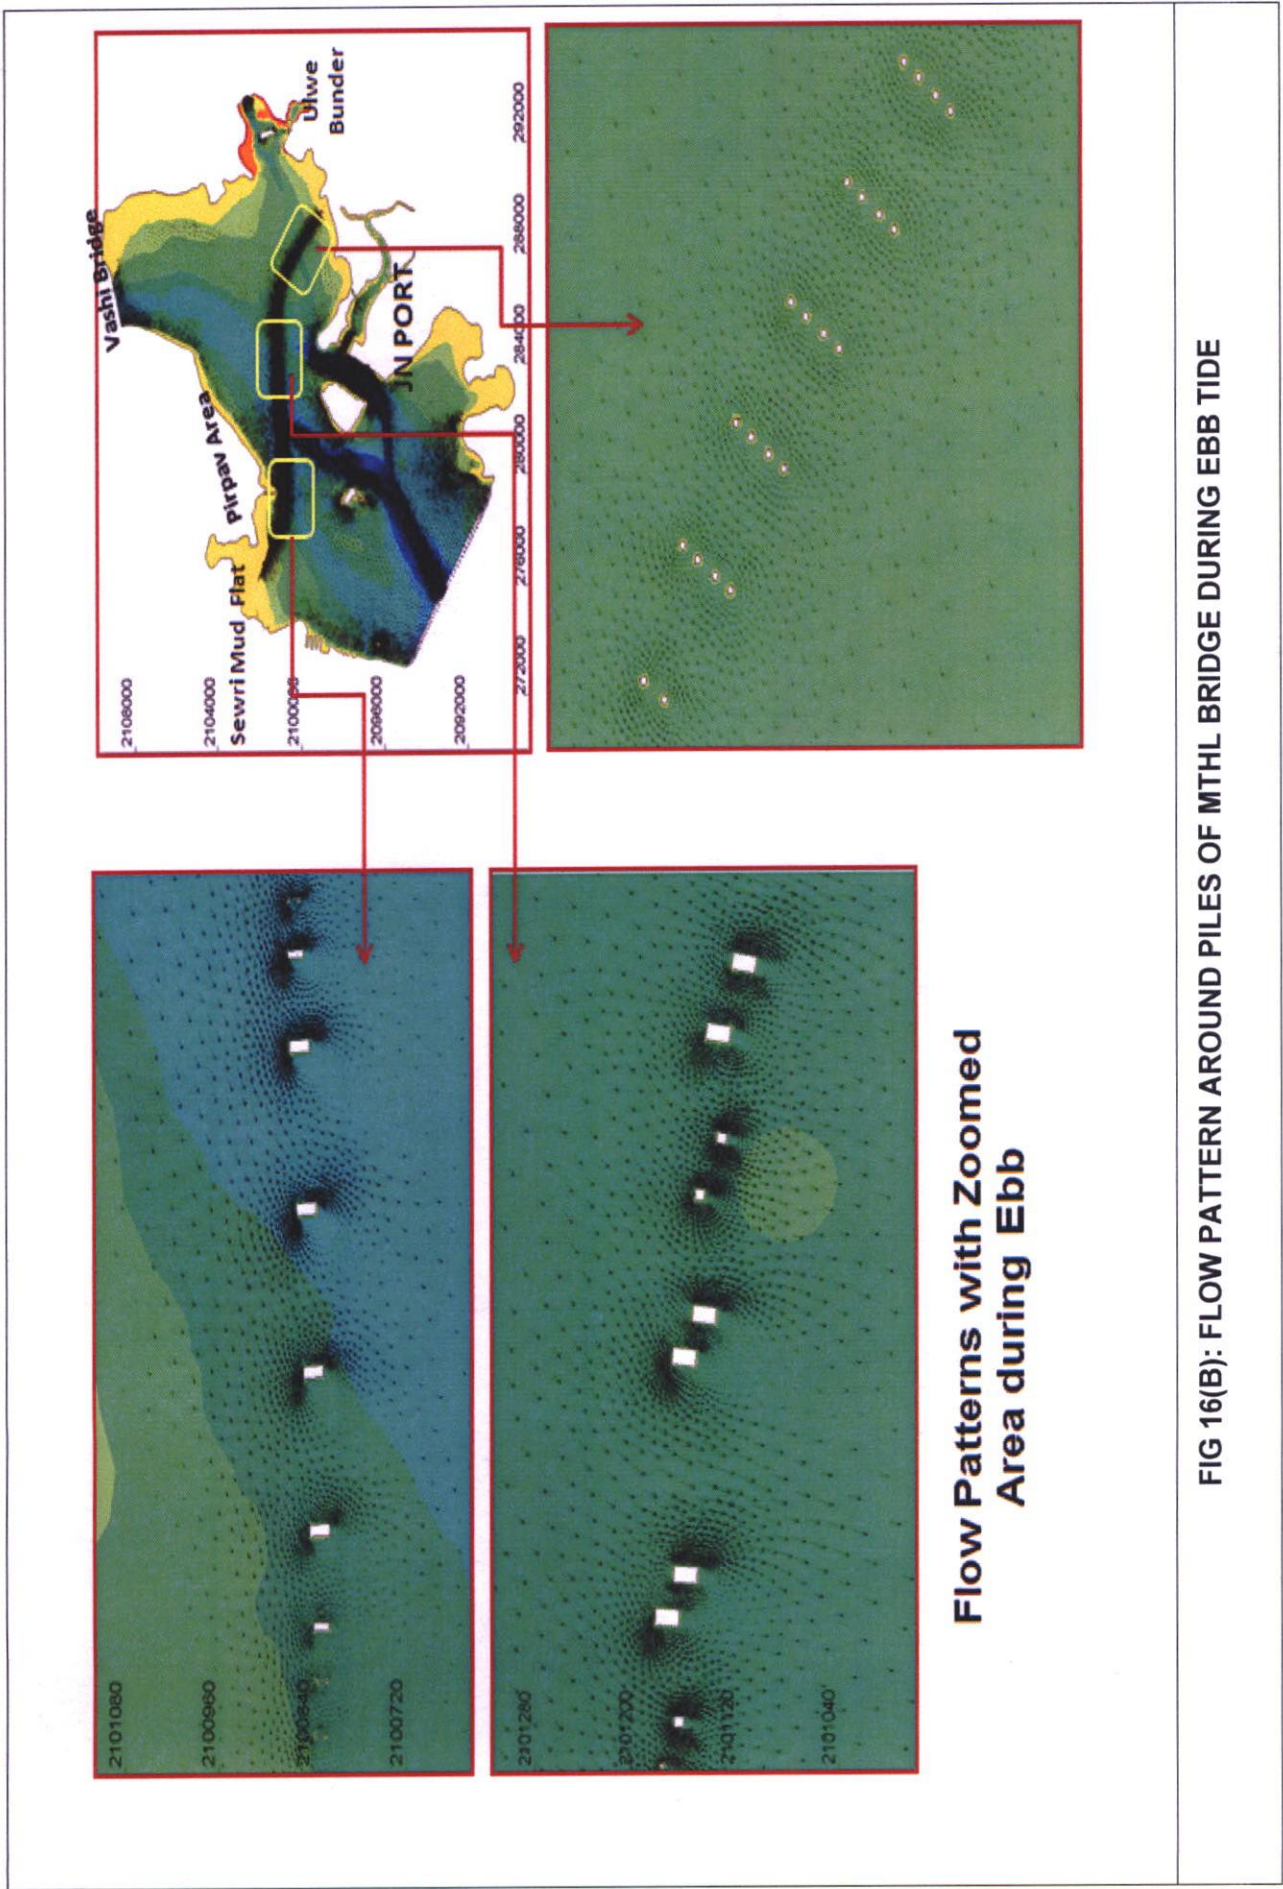 2108000
2104000
2100000
2096000
2092000
272000
276000
280000
284000
288000
292000
Sewri Mud Flat
Pirpav Area
Vashi Bridge
Ulwe
Bunder
JN PORT
2101080
2100960
2100840
2100720
2101280
2101200
2101120
2101040
Flow Patterns with Zoomed
Area during Ebb
FIG 16(B): FLOW PATTERN AROUND PILES OF MTHL BRIDGE DURING EBB TIDE